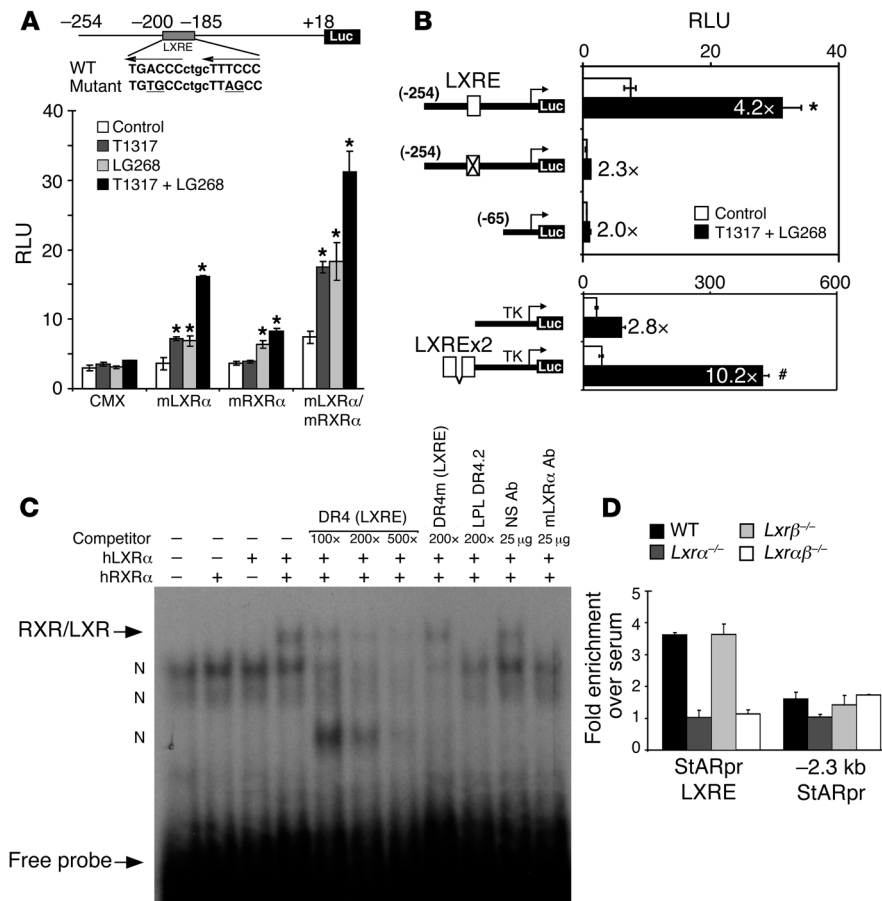 A
−254
−200
−185
+18
LXRE
Luc
WT
TGACCCctgcTTTCCC
Mutant
TGTGCCctgcTTAGCC
40
30
20
10
5
0
RLU
Control
T1317
LG268
T1317 + LG268
* * *
* *
* * *
CMX
mLXRα
mRXRα
mLXRα/
mRXRα
B
RLU
0
20
40
LXRE
(-254)
Luc
4.2×
*
(-254)
Luc
2.3×
(-65)
Luc
2.0×
Control
T1317 + LG268
0
300
600
TK
Luc
2.8×
LXREx2
TK
Luc
10.2×
#
C
DR4 (LXRE)
DR4m (LXRE)
LPL DR4.2
NS Ab
mLXRα Ab
Competitor
– – – – 100× 200× 500× 200× 200× 25 μg 25 μg
hLXRα – – + + + + + + + + +
hRXRα – + – + + + + + + + +
RXR/LXR
N
N
N
Free probe
D
WT
Lxrα−/−
Lxrβ−/−
Lxrαβ−/−
Fold enrichment
over serum
5
4
3
2
1
0
StARpr
LXRE
−2.3 kb
StARpr